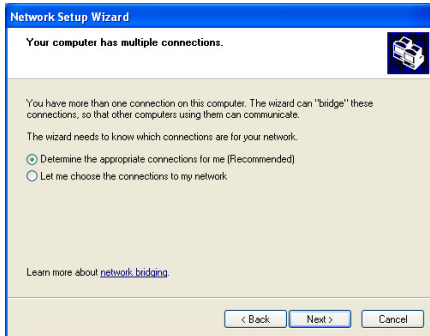 Network Setup Wizard
Your computer has multiple connections.
You have more than one connection on this computer. The wizard can "bridge" these
connections, so that other computers using them can communicate.
The wizard needs to know which connections are for your network.
Determine the appropriate connections for me (Recommended)
Let me choose the connections to my network
Learn more about network bridging.
< Back Next > Cancel